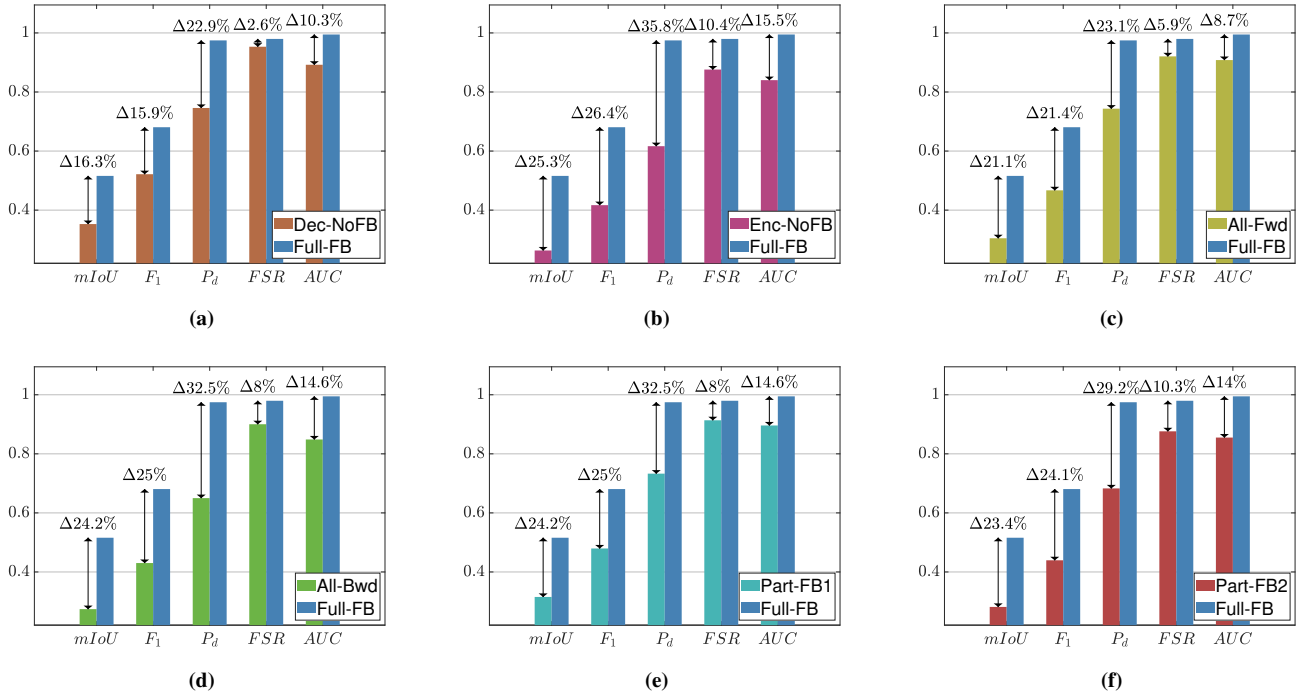 Δ22.9% Δ2.6% Δ10.3%
1
Δ15.9%
0.8
Δ16.3%
0.6
0.4
Dec-NoFB
Full-FB
mIoU F1 Pd FSR AUC
(a)
Δ35.8% Δ10.4% Δ15.5%
1
Δ26.4%
0.8
Δ25.3%
0.6
0.4
Enc-NoFB
Full-FB
mIoU F1 Pd FSR AUC
(b)
Δ23.1% Δ5.9% Δ8.7%
1
Δ21.4%
0.8
Δ21.1%
0.6
0.4
All-Fwd
Full-FB
mIoU F1 Pd FSR AUC
(c)
Δ32.5% Δ8% Δ14.6%
1
Δ25%
0.8
Δ24.2%
0.6
0.4
All-Bwd
Full-FB
mIoU F1 Pd FSR AUC
(d)
Δ32.5% Δ8% Δ14.6%
1
Δ25%
0.8
Δ24.2%
0.6
0.4
Part-FB1
Full-FB
mIoU F1 Pd FSR AUC
(e)
Δ29.2% Δ10.3% Δ14%
1
Δ24.1%
0.8
Δ23.4%
0.6
0.4
Part-FB2
Full-FB
mIoU F1 Pd FSR AUC
(f)